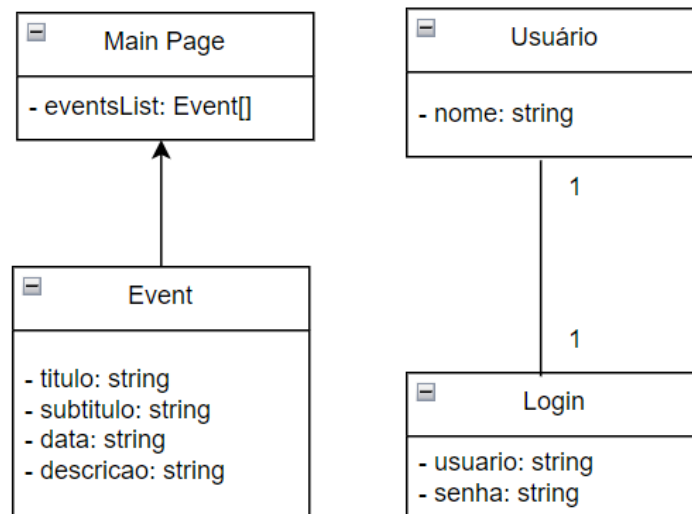 Main Page
- eventsList: Event[]
Event
- titulo: string
- subtitulo: string
- data: string
- descricao: string
Usuário
- nome: string
1
1
Login
- usuario: string
- senha: string